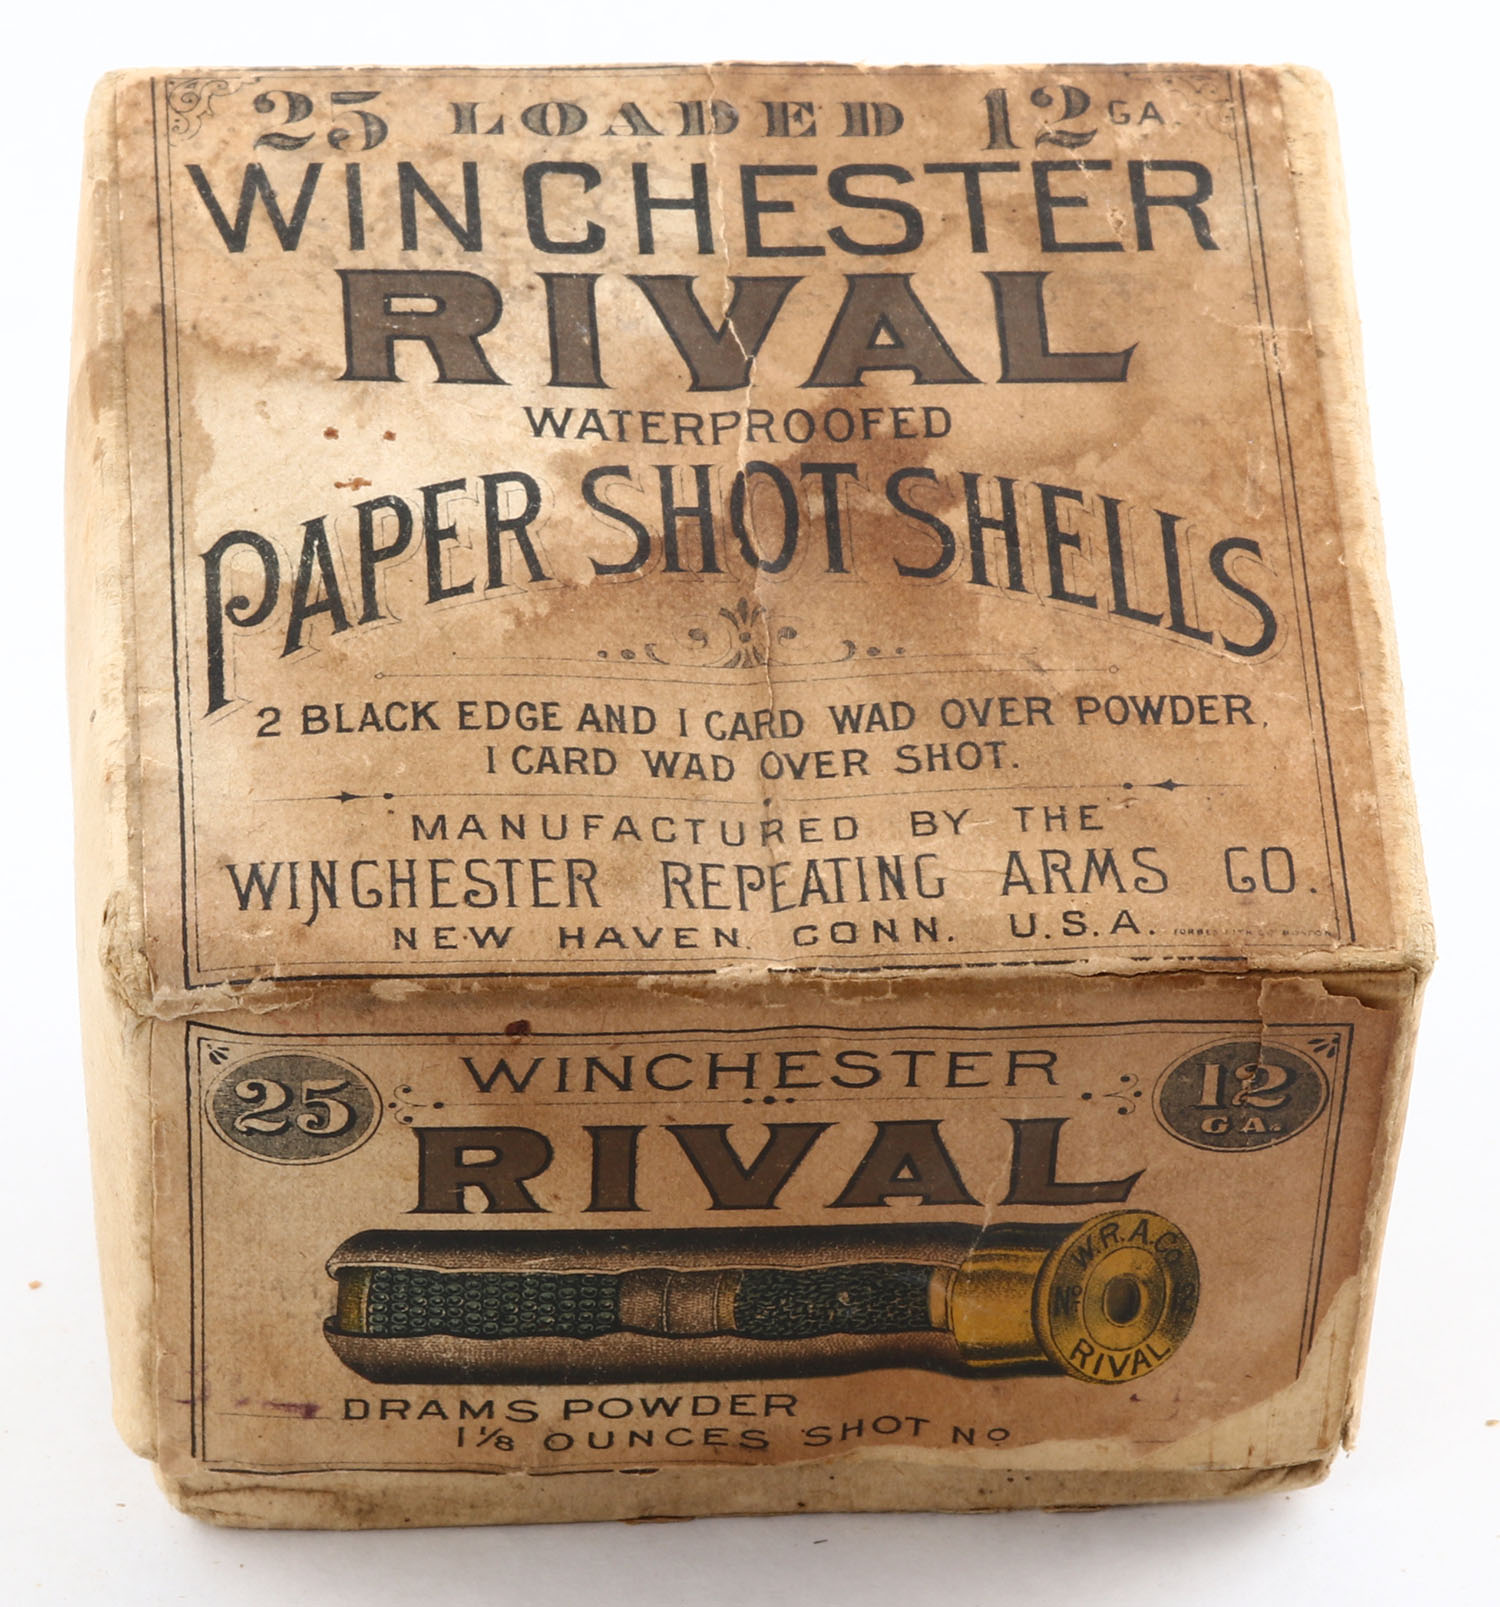 25 LOADED 12 GA.
WINCHESTER
RIVAL
WATERPROOFED
PAPER SHOT SHELLS
2 BLACK EDGE AND 1 CARD WAD OVER POWDER,
1 CARD WAD OVER SHOT.
MANUFACTURED BY THE
WINCHESTER REPEATING ARMS CO.
NEW HAVEN. CONN. U.S.A.
25 WINCHESTER 12 GA.
RIVAL
W.R.A.Co
No 12
RIVAL
DRAMS POWDER
1 1/8 OUNCES SHOT No